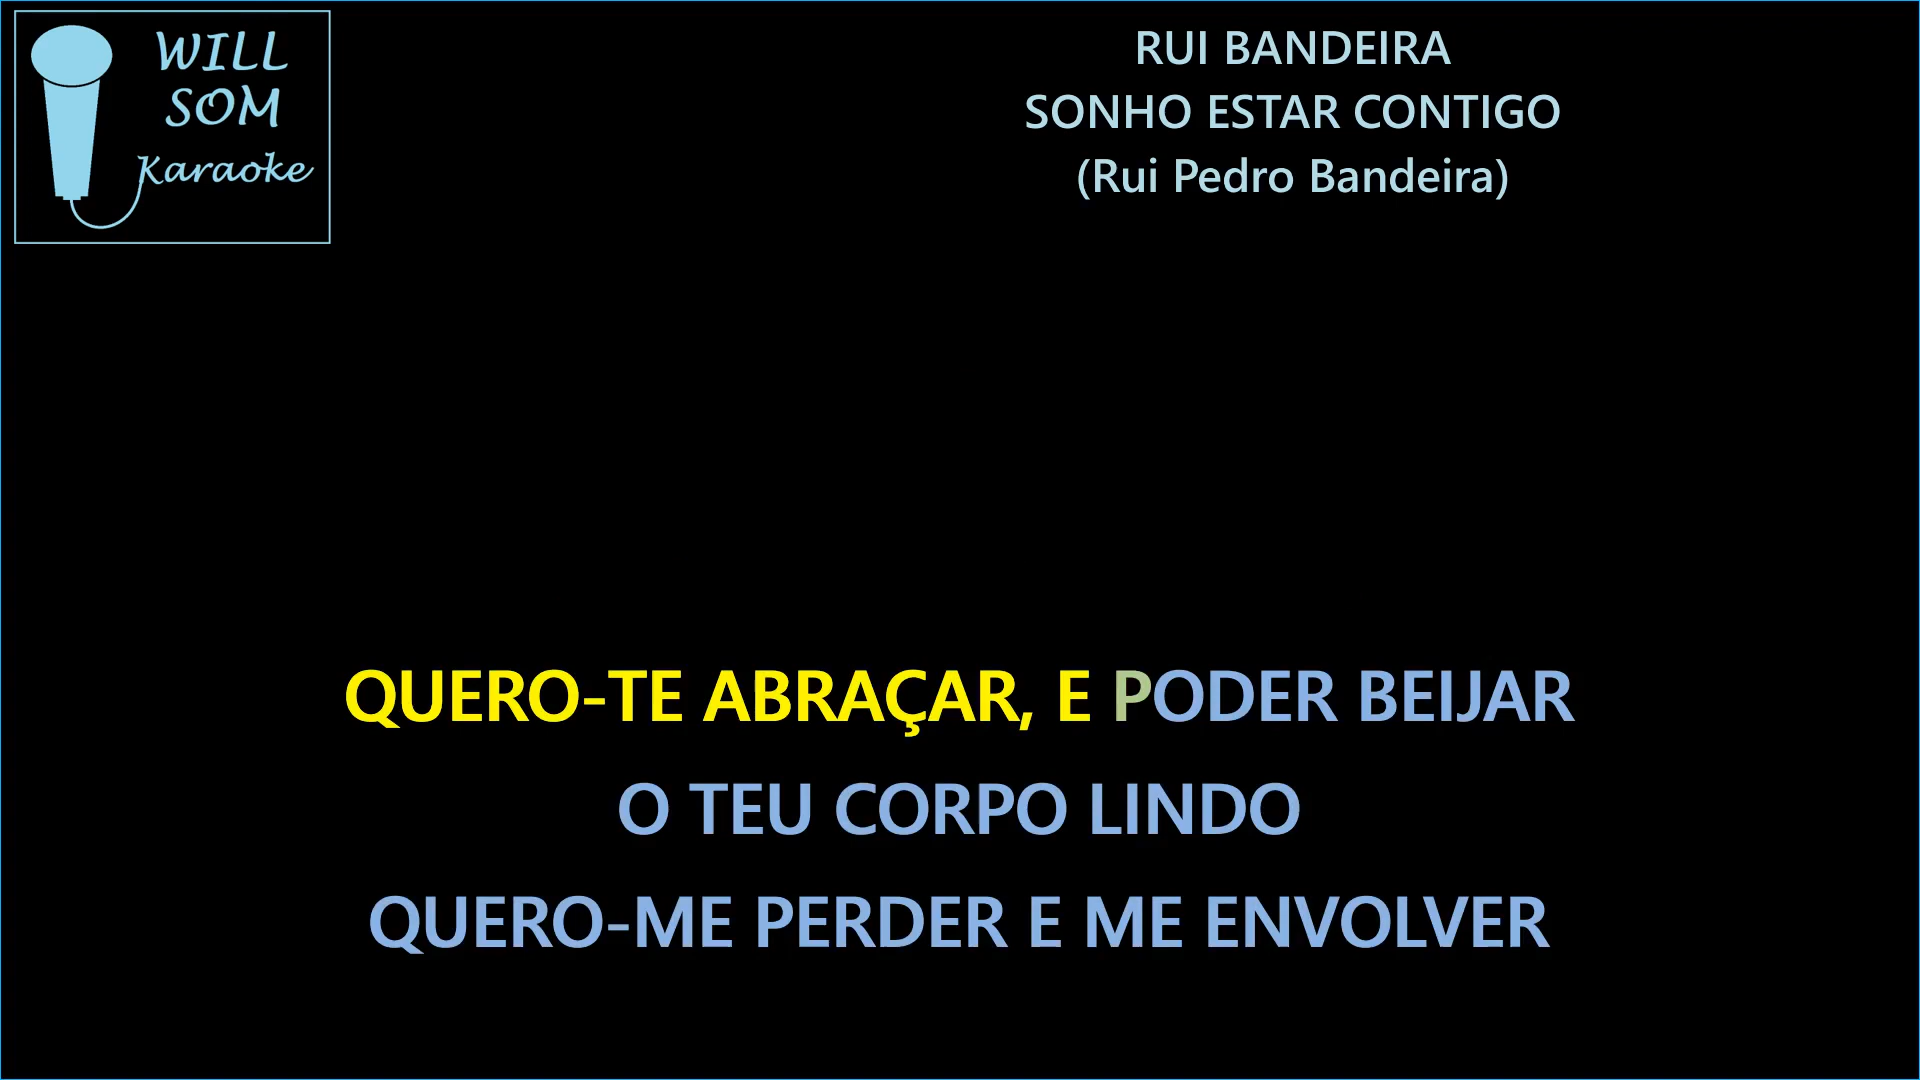 WILL
SOM
Karaoke
RUI BANDEIRA
SONHO ESTAR CONTIGO
(Rui Pedro Bandeira)
QUERO-TE ABRAÇAR, E PODER BEIJAR
O TEU CORPO LINDO
QUERO-ME PERDER E ME ENVOLVER